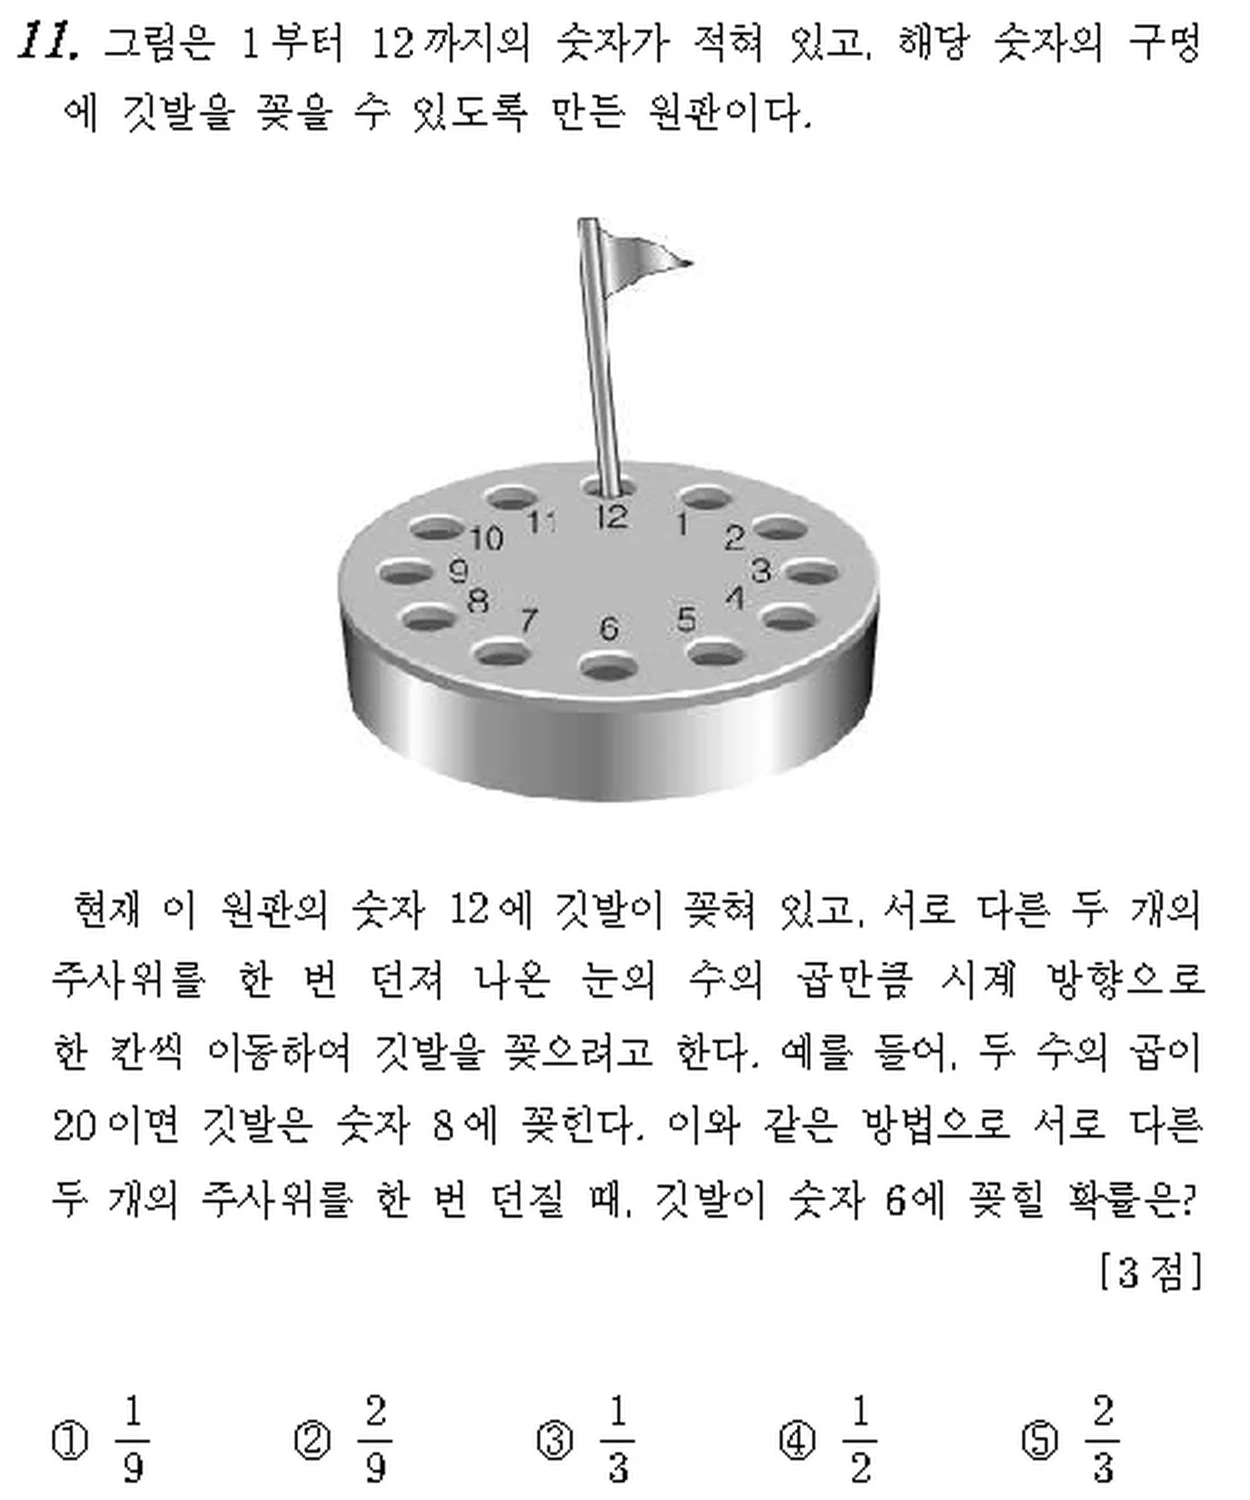 11. 그림은 1부터 12까지의 숫자가 적혀 있고, 해당 숫자의 구멍
에 깃발을 꽂을 수 있도록 만든 원판이다.
11 12 1
10 2
9 3
8 4
7 6 5
현재 이 원판의 숫자 12에 깃발이 꽂혀 있고, 서로 다른 두 개의
주사위를 한 번 던져 나온 눈의 수의 곱만큼 시계 방향으로
한 칸씩 이동하여 깃발을 꽂으려고 한다. 예를 들어, 두 수의 곱이
20이면 깃발은 숫자 8에 꽂힌다. 이와 같은 방법으로 서로 다른
두 개의 주사위를 한 번 던질 때, 깃발이 숫자 6에 꽂힐 확률은?
[3점]
① 1/9 ② 2/9 ③ 1/3 ④ 1/2 ⑤ 2/3